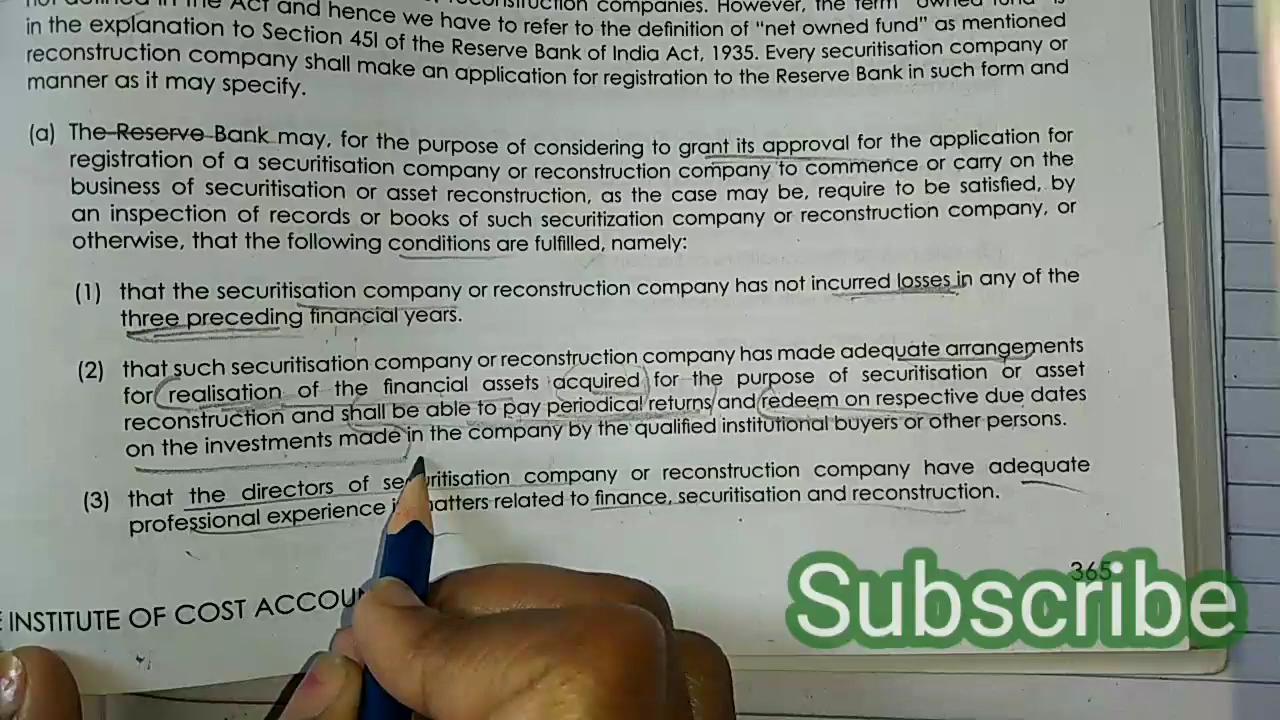 Act and hence we have to refer to the definition of "net owned fund" as mentioned
in the explanation to Section 45I of the Reserve Bank of India Act, 1935. Every securitisation company or
reconstruction company shall make an application for registration to the Reserve Bank in such form and
manner as it may specify.
(a) The Reserve Bank may, for the purpose of considering to grant its approval for the application for
registration of a securitisation company or reconstruction company to commence or carry on the
business of securitisation or asset reconstruction, as the case may be, require to be satisfied, by
an inspection of records or books of such securitization company or reconstruction company, or
otherwise, that the following conditions are fulfilled, namely:
(1) that the securitisation company or reconstruction company has not incurred losses in any of the
three preceding financial years.
(2) that such securitisation company or reconstruction company has made adequate arrangements
for realisation of the financial assets acquired for the purpose of securitisation or asset
reconstruction and shall be able to pay periodical returns and redeem on respective due dates
on the investments made in the company by the qualified institutional buyers or other persons.
(3) that the directors of securitisation company or reconstruction company have adequate
professional experience matters related to finance, securitisation and reconstruction.
365
INSTITUTE OF COST
Subscribe